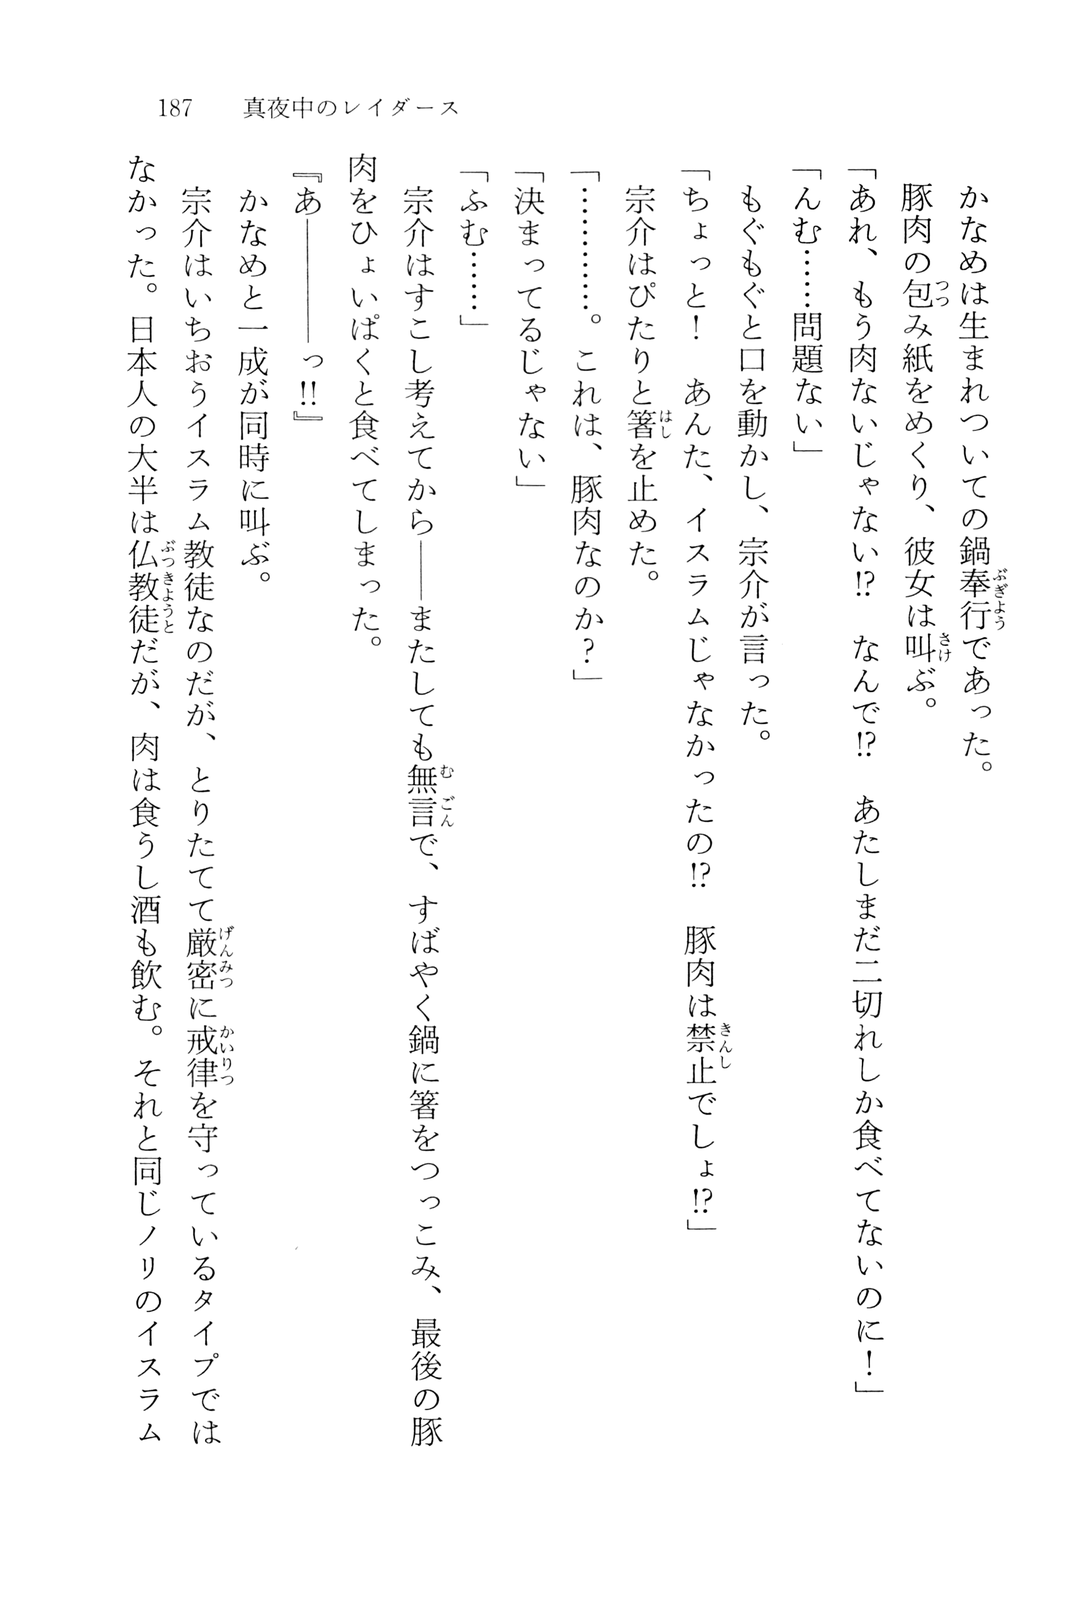 187　真夜中のレイダース
　かなめは生まれついての鍋奉行であった。
　豚肉の包み紙をめくり、彼女は叫ぶ。
「あれ、もう肉ないじゃない!?　なんで!?　あたしまだ二切れしか食べてないのに！」
「んむ……問題ない」
　もぐもぐと口を動かし、宗介が言った。
「ちょっと！　あんた、イスラムじゃなかったの!?　豚肉は禁止でしょ!?」
　宗介はぴたりと箸を止めた。
「…………。これは、豚肉なのか？」
「決まってるじゃない」
「ふむ……」
　宗介はすこし考えてから――またしても無言で、すばやく鍋に箸をつっこみ、最後の豚
肉をひょいぱくと食べてしまった。
『あ――――っ!!』
　かなめと一成が同時に叫ぶ。
　宗介はいちおうイスラム教徒なのだが、とりたてて厳密に戒律を守っているタイプでは
なかった。日本人の大半は仏教徒だが、肉は食うし酒も飲む。それと同じノリのイスラム